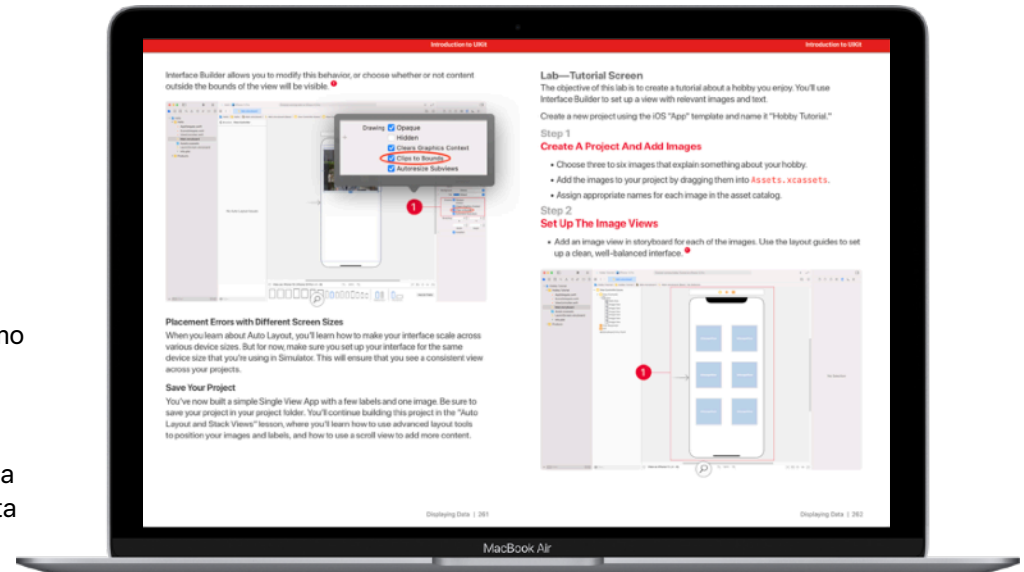 Introduction to UIKit
Interface Builder allows you to modify this behavior, or choose whether or not content
outside the bounds of the view will be visible.
Drawing Opaque
Hidden
Clears Graphics Context
Clips to Bounds
Autoresize Subviews
1
Placement Errors with Different Screen Sizes
When you learn about Auto Layout, you'll learn how to make your interface scale across
various device sizes. But for now, make sure you set up your interface for the same
device size that you're using in Simulator. This will ensure that you see a consistent view
across your projects.
Save Your Project
You've now built a simple Single View App with a few labels and one image. Be sure to
save your project in your project folder. You'll continue building this project in the "Auto
Layout and Stack Views" lesson, where you'll learn how to use advanced layout tools
to position your images and labels, and how to use a scroll view to add more content.
Displaying Data | 261
Introduction to UIKit
Lab—Tutorial Screen
The objective of this lab is to create a tutorial about a hobby you enjoy. You'll use
Interface Builder to set up a view with relevant images and text.
Create a new project using the iOS "App" template and name it "Hobby Tutorial."
Step 1
Create A Project And Add Images
• Choose three to six images that explain something about your hobby.
• Add the images to your project by dragging them into Assets.xcassets.
• Assign appropriate names for each image in the asset catalog.
Step 2
Set Up The Image Views
• Add an image view in storyboard for each of the images. Use the layout guides to set
up a clean, well-balanced interface.
1
Displaying Data | 262
MacBook Air